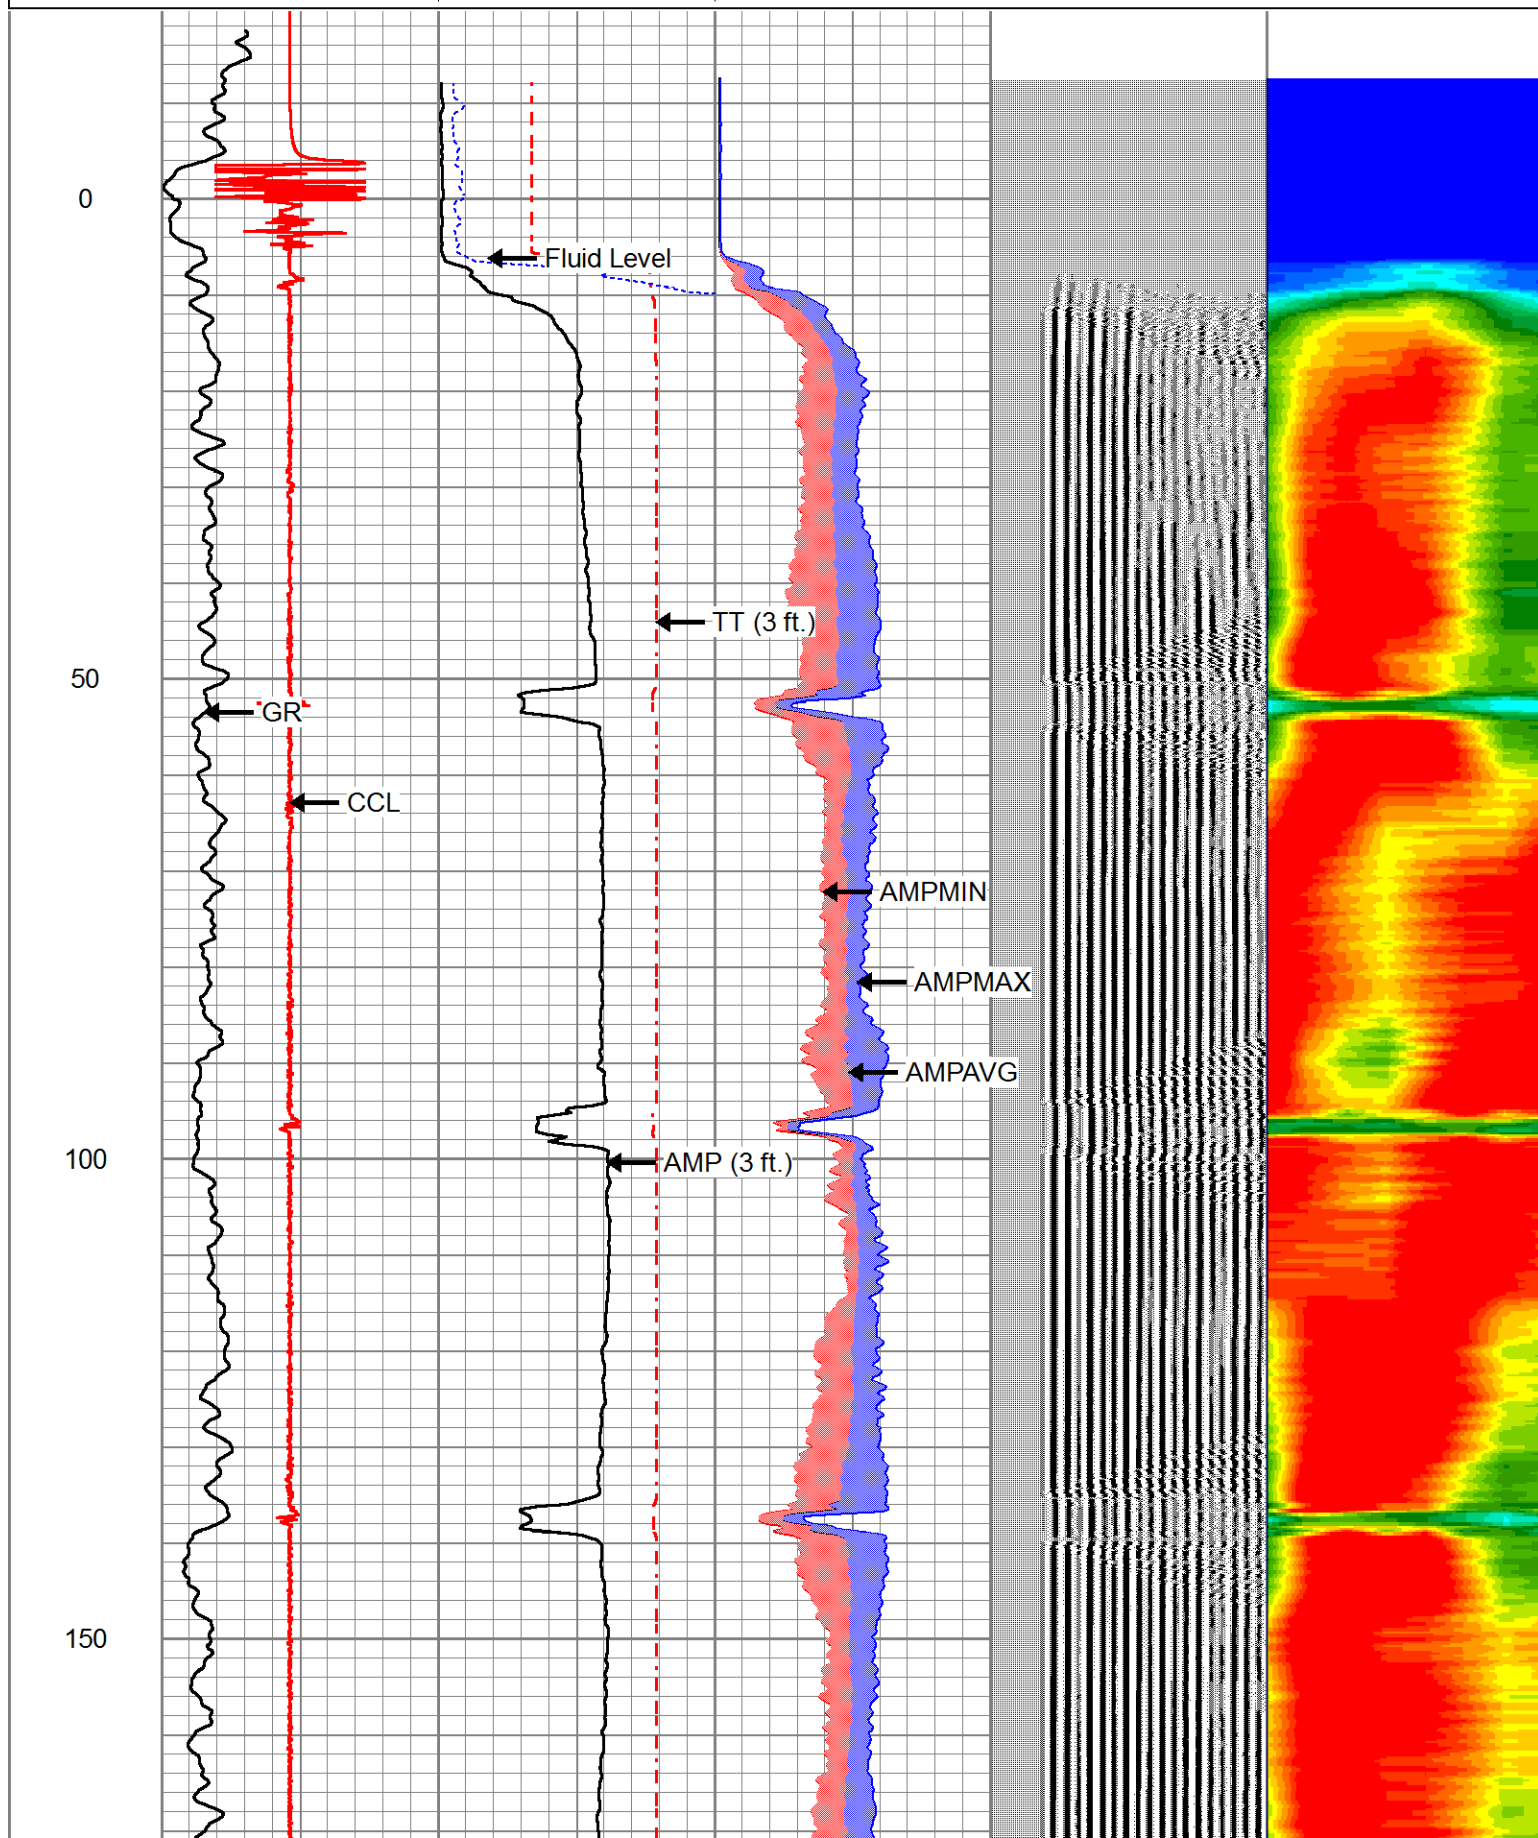 0
Fluid Level
TT (3 ft.)
50
GR
CCL
AMPMIN
AMPMAX
AMPAVG
100
AMP (3 ft.)
150